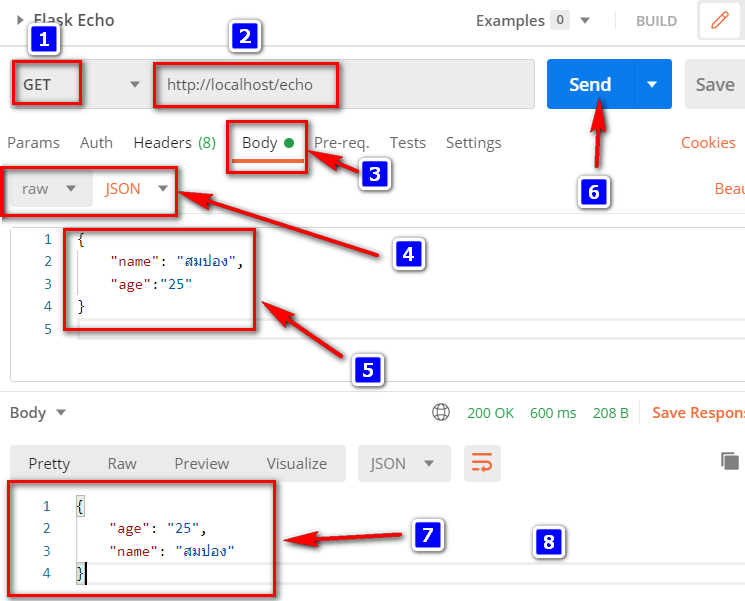 Flask Echo Examples 0 BUILD
1 2
GET http://localhost/echo Send Save
Params Auth Headers (8) Body Pre-req. Tests Settings Cookies
3
6
raw JSON Beau
4
1 {
2 "name": "สมปอง",
3 "age":"25"
4 }
5
5
Body 200 OK 600 ms 208 B Save Respon
Pretty Raw Preview Visualize JSON
1 {
2 "age": "25",
3 "name": "สมปอง"
4 }
7
8